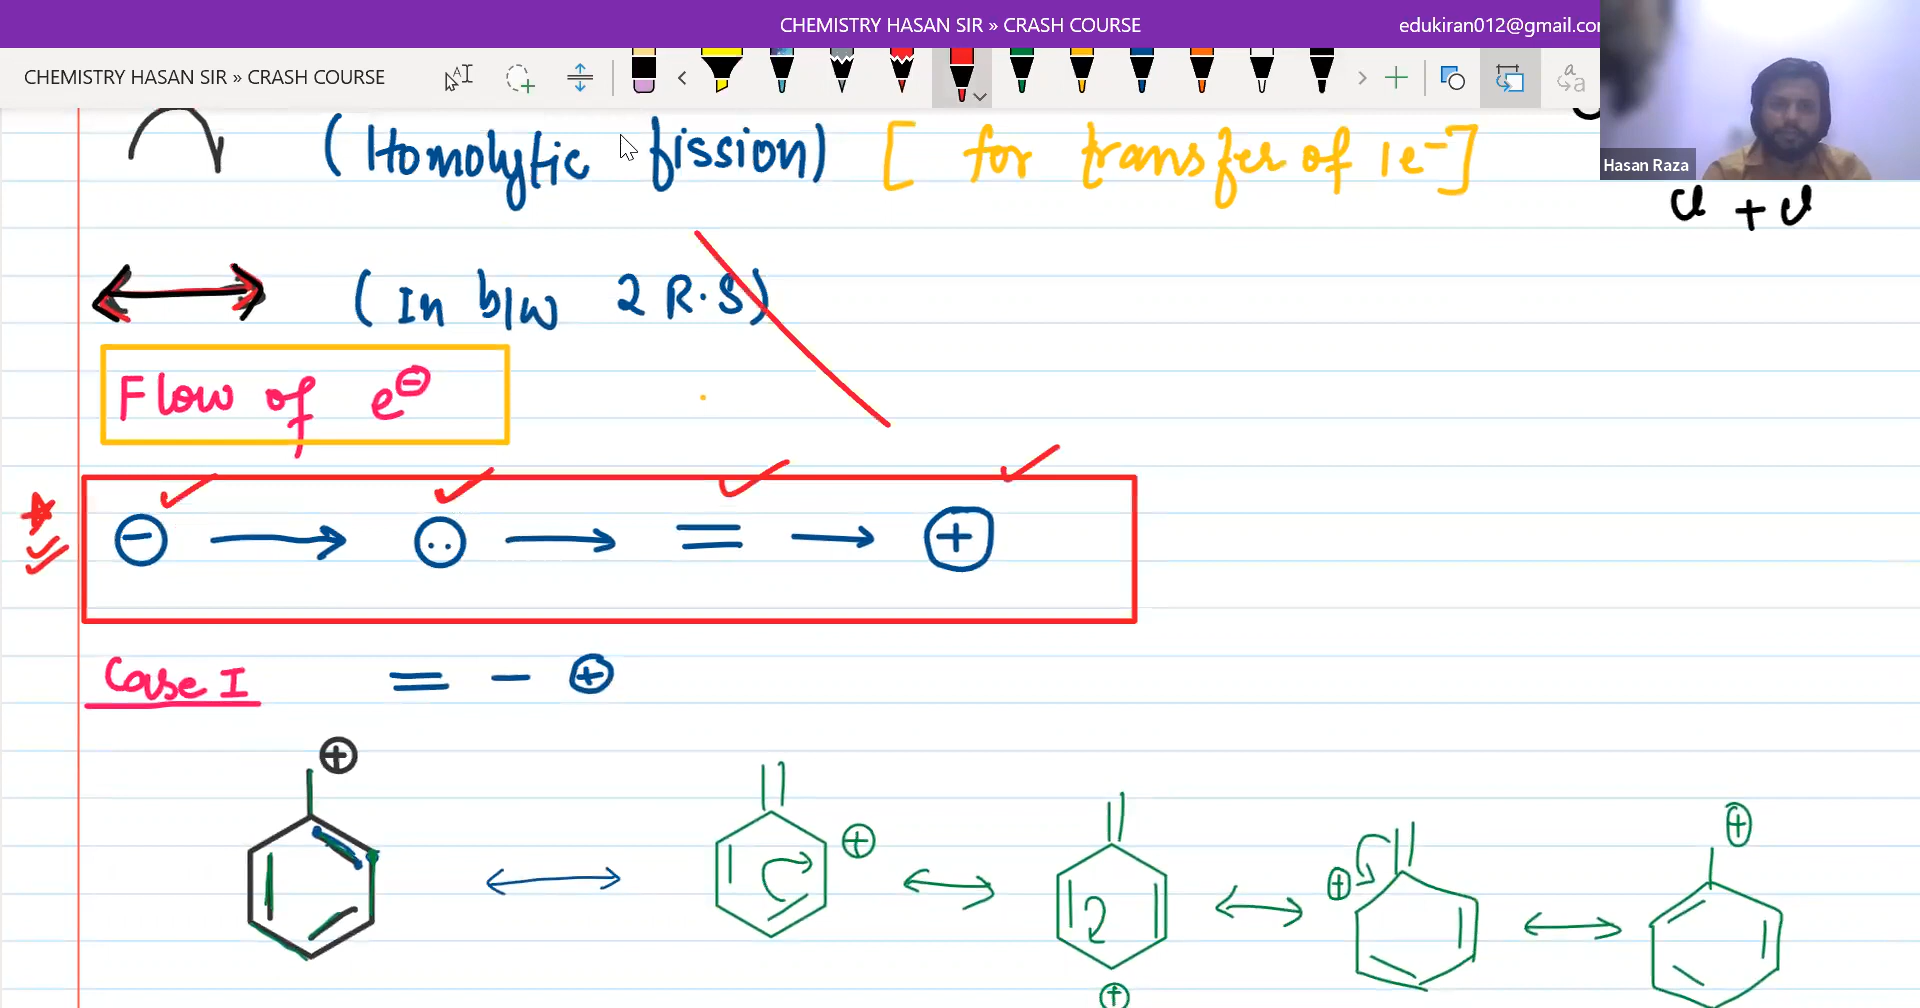 CHEMISTRY HASAN SIR » CRASH COURSE
edukiran012@gmail.co
CHEMISTRY HASAN SIR » CRASH COURSE
Hasan Raza
(Homolytic fission) [for transfer of 1e⁻]
+
(In b/w 2 R.S)
Flow of e⊖
⊖ → (··) → = → ⊕
Case I = - ⊕
⊕
⊕
⊕
⊕
⊕